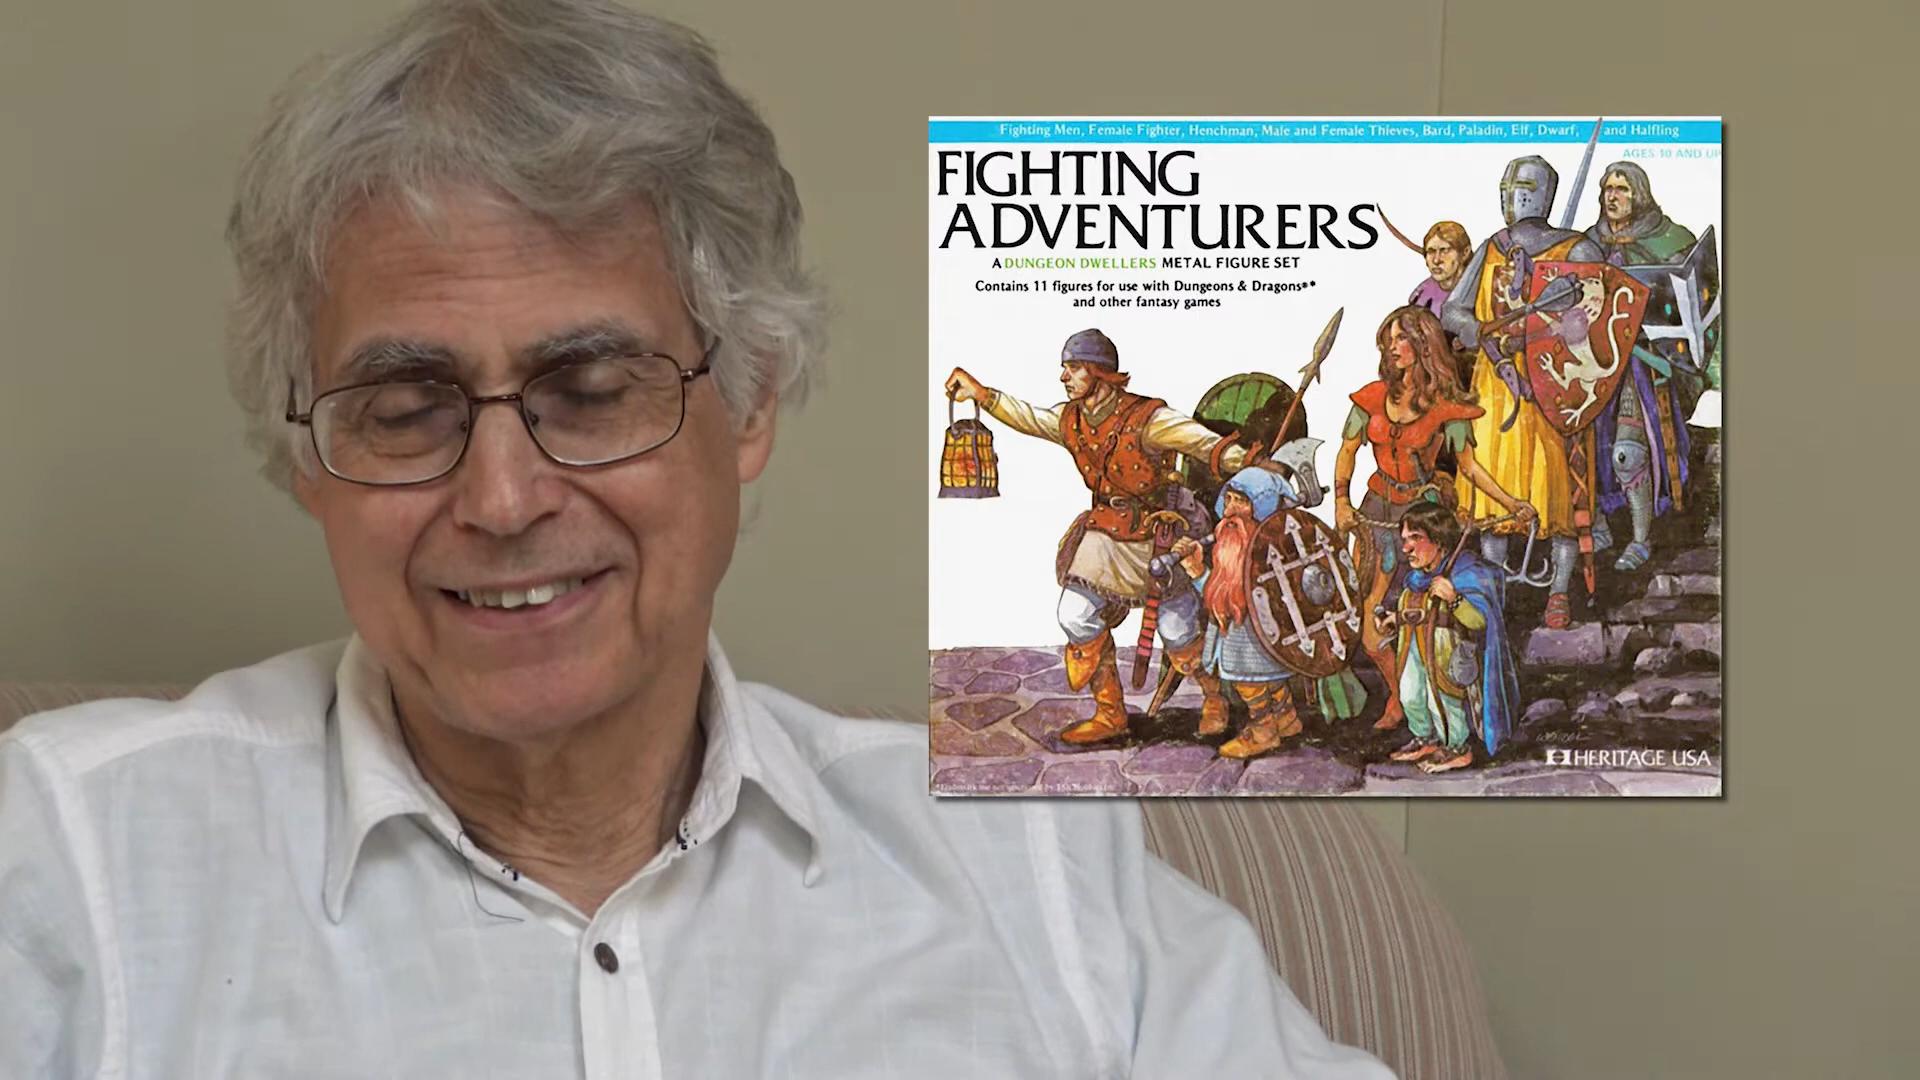 Fighting Men, Female Fighter, Henchman, Male and Female Thieves, Bard, Paladin, Elf, Dwarf, and Halfling
AGES 10 AND UP
FIGHTING
ADVENTURERS
A DUNGEON DWELLERS METAL FIGURE SET
Contains 11 figures for use with Dungeons & Dragons®*
and other fantasy games
HERITAGE USA